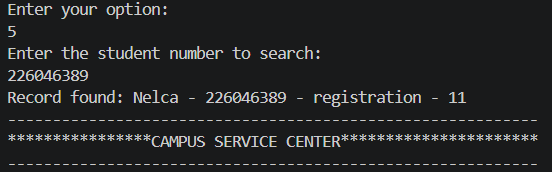 Enter your option:
5
Enter the student number to search:
226046389
Record found: Nelca - 226046389 - registration - 11
-----------------------------------------------------------
****************CAMPUS SERVICE CENTER**********************
-----------------------------------------------------------